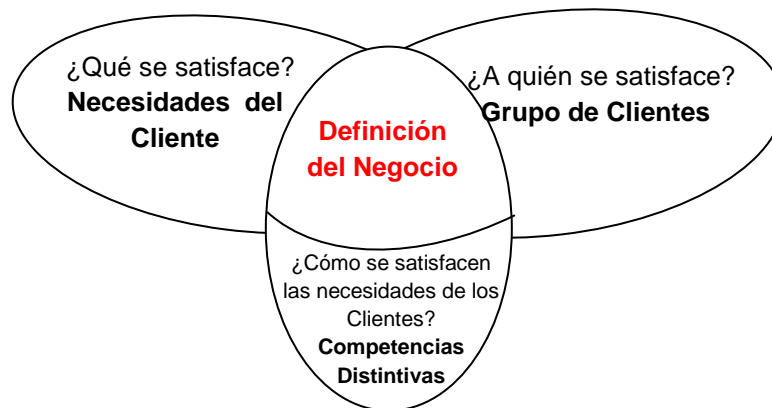 ¿Qué se satisface?
Necesidades del
Cliente
¿A quién se satisface?
Grupo de Clientes
Definición
del Negocio
¿Cómo se satisfacen
las necesidades de los
Clientes?
Competencias
Distintivas